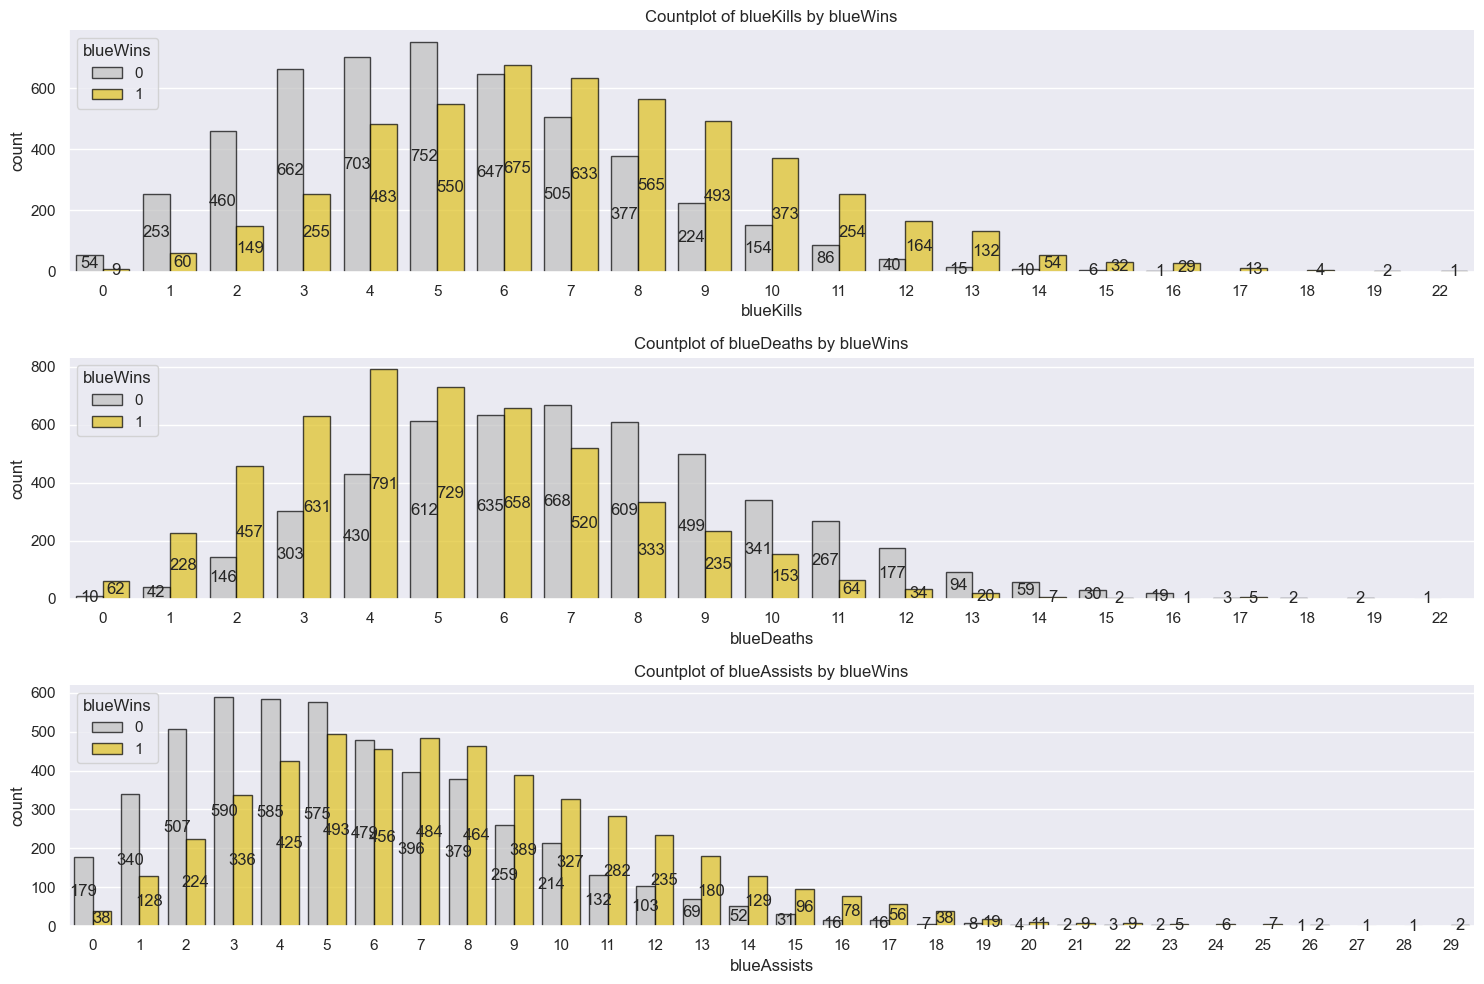 Countplot of blueKills by blueWins
blueWins
0
1
count
600
400
200
0
54 9 253 60 460 149 662 255 703 483 752 550 647 675 505 633 377 565 224 493 154 373 86 254 40 164 15 132 10 54 6 32 1 29 13 4 2 1
0 1 2 3 4 5 6 7 8 9 10 11 12 13 14 15 16 17 18 19 22
blueKills
Countplot of blueDeaths by blueWins
blueWins
0
1
count
800
600
400
200
0
10 62 42 228 146 457 303 631 430 791 612 729 635 658 668 520 609 333 499 235 341 153 267 64 177 34 94 20 59 7 30 2 19 1 3 5 2 2 1
0 1 2 3 4 5 6 7 8 9 10 11 12 13 14 15 16 17 18 19 22
blueDeaths
Countplot of blueAssists by blueWins
blueWins
0
1
count
600
500
400
300
200
100
0
179 38 340 128 507 224 590 336 585 425 575 493 479 456 396 484 379 464 259 389 214 327 132 282 103 235 69 180 52 129 31 96 16 78 16 56 7 38 8 19 4 11 2 9 3 9 2 5 6 7 1 2 1 1 2
0 1 2 3 4 5 6 7 8 9 10 11 12 13 14 15 16 17 18 19 20 21 22 23 24 25 26 27 28 29
blueAssists